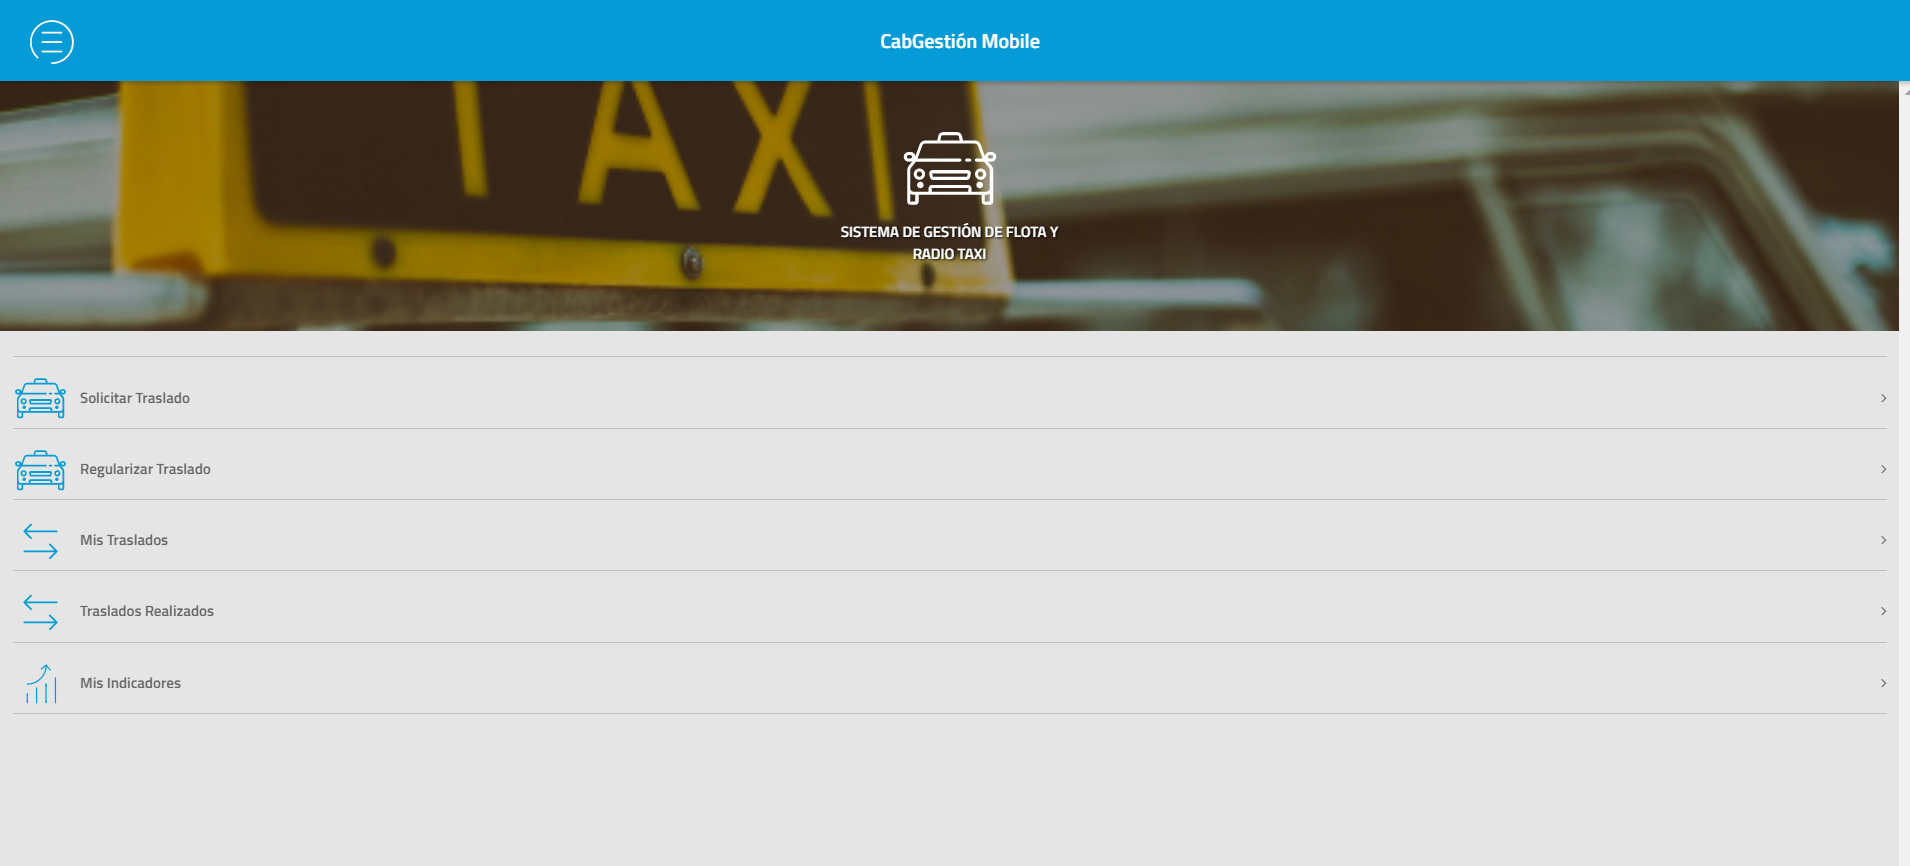 CabGestión Mobile
TAXI
SISTEMA DE GESTIÓN DE FLOTA Y
RADIO TAXI
Solicitar Traslado
Regularizar Traslado
Mis Traslados
Traslados Realizados
Mis Indicadores